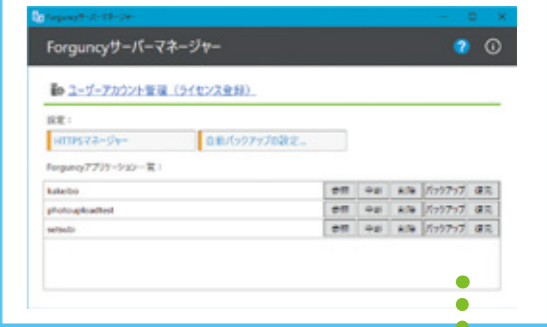 Forguncyサーバーマネージャー
Forguncyサーバーマネージャー
ユーザーアカウント管理（ライセンス登録）
設定：
HTTPSマネージャー 自動バックアップの設定...
Forguncyアプリケーション一覧：
kakeibo 参照 中断 削除 バックアップ 復元
photouploadtest 参照 中断 削除 バックアップ 復元
setsubi 参照 中断 削除 バックアップ 復元